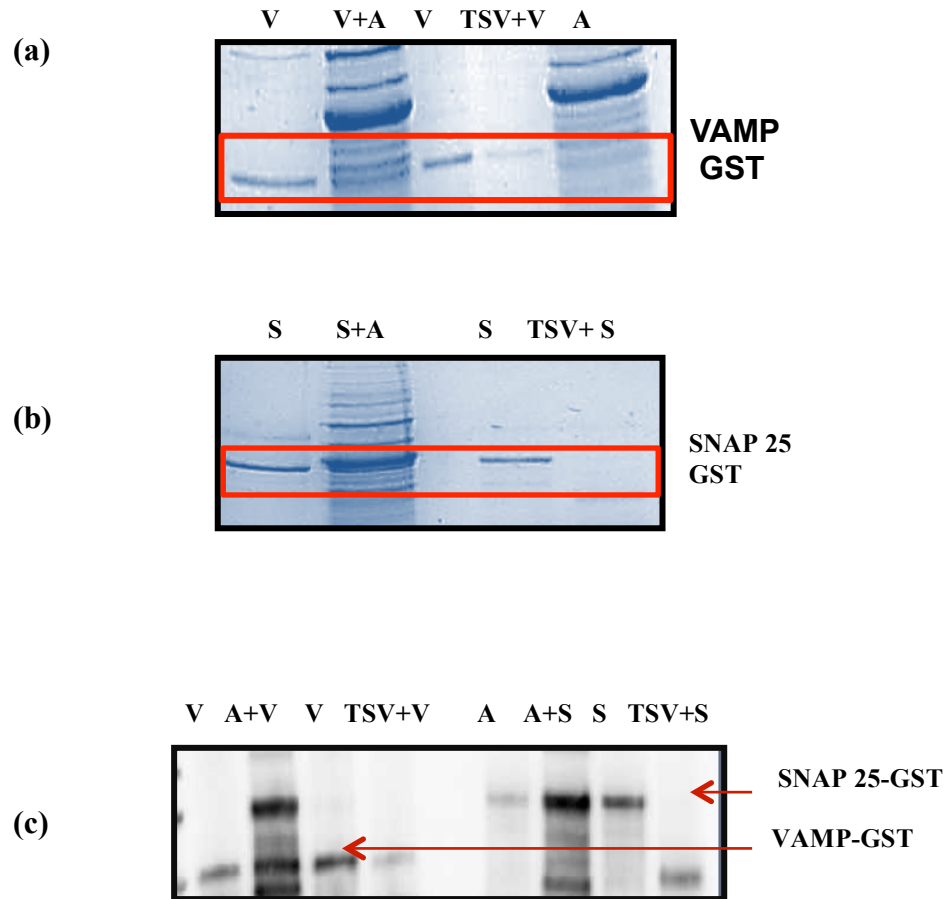 (a)
V V+A V TSV+V A
VAMP
GST
(b)
S S+A S TSV+ S
SNAP 25
GST
(c)
V A+V V TSV+V A A+S S TSV+S
SNAP 25-GST
VAMP-GST